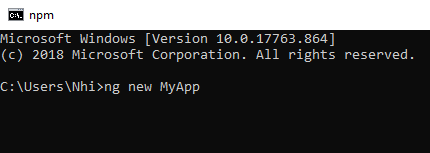 npm
Microsoft Windows [Version 10.0.17763.864]
(c) 2018 Microsoft Corporation. All rights reserved.
C:\Users\Nhi>ng new MyApp